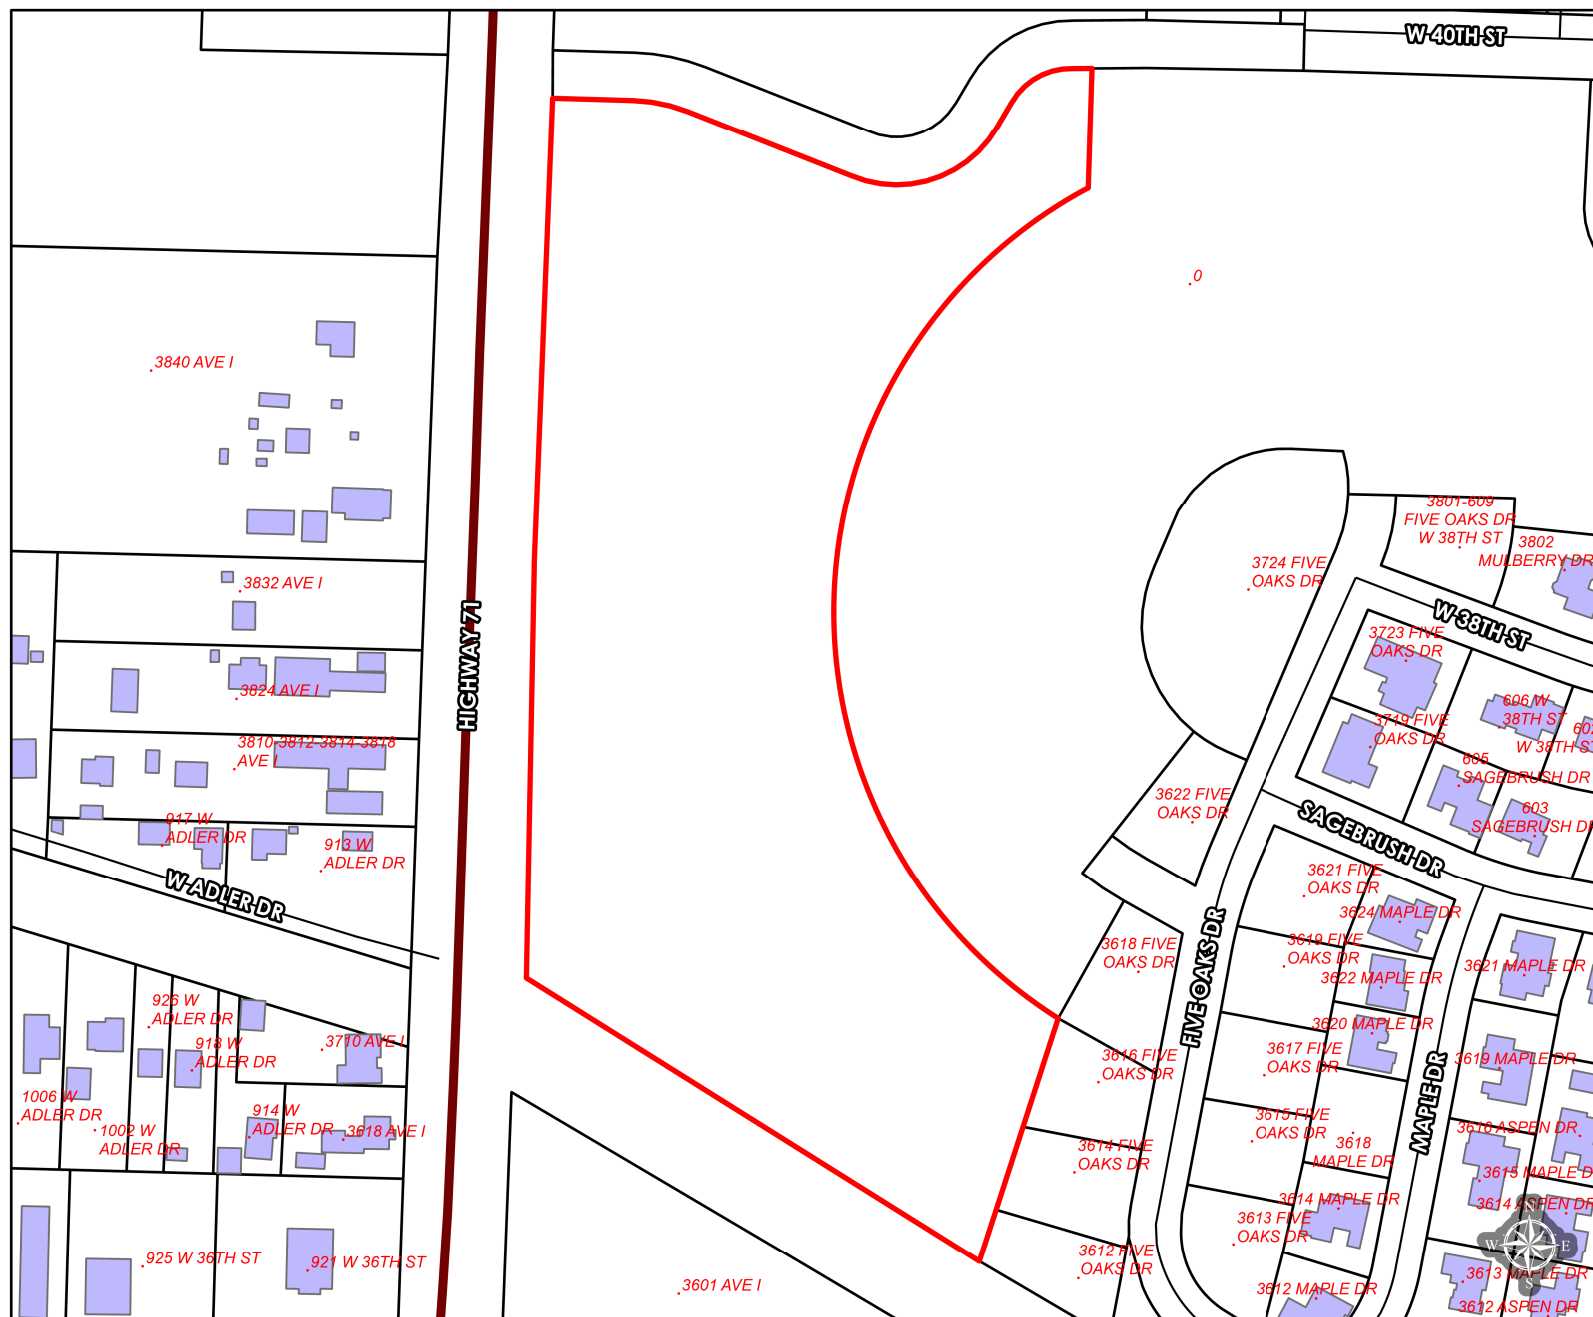 W 40TH ST
0
3840 AVE I
3801-609
FIVE OAKS DR
W 38TH ST
3802
MULBERRY DR
3724 FIVE
OAKS DR
3832 AVE I
HIGHWAY 71
W 38TH ST
3723 FIVE
OAKS DR
3824 AVE I
606 W
38TH ST
W 38TH ST
3719 FIVE
OAKS DR
3810-3812-3814-3818
AVE I
605
SAGEBRUSH DR
3622 FIVE
OAKS DR
603
SAGEBRUSH DR
SAGEBRUSH DR
917 W
ADLER DR
913 W
ADLER DR
W ADLER DR
3621 FIVE
OAKS DR
3624 MAPLE DR
FIVE OAKS DR
3618 FIVE
OAKS DR
3619 FIVE
OAKS DR
3622 MAPLE DR
3621 MAPLE DR
926 W
ADLER DR
918 W
ADLER DR
3710 AVE I
3620 MAPLE DR
3616 FIVE
OAKS DR
3617 FIVE
OAKS DR
3619 MAPLE DR
MAPLE DR
1006 W
ADLER DR
1002 W
ADLER DR
914 W
ADLER DR
3618 AVE I
3615 FIVE
OAKS DR
3618
MAPLE DR
3616 ASPEN DR
3614 FIVE
OAKS DR
3615 MAPLE D
3614 MAPLE DR
3614 ASPEN DR
3613 FIVE
OAKS DR
N
W
E
S
925 W 36TH ST
921 W 36TH ST
3612 FIVE
OAKS DR
3601 AVE I
3613 MAPLE DR
3612 MAPLE DR
3612 ASPEN DR